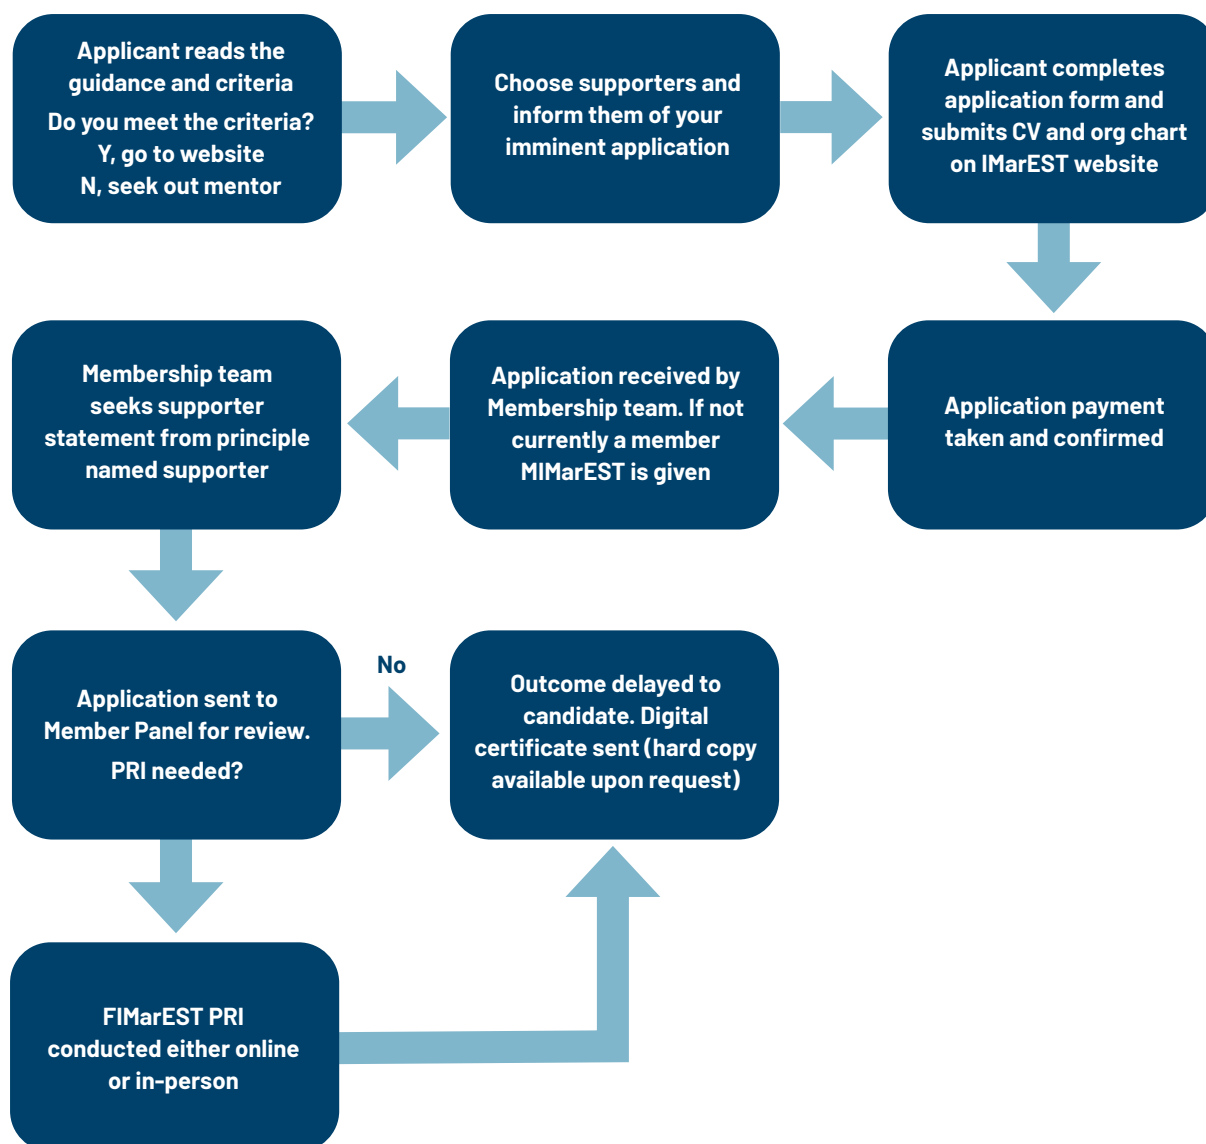 Applicant reads the
guidance and criteria
Do you meet the criteria?
Y, go to website
N, seek out mentor
Choose supporters and
inform them of your
imminent application
Applicant completes
application form and
submits CV and org chart
on IMarEST website
Application payment
taken and confirmed
Application received by
Membership team. If not
currently a member
MIMarEST is given
Membership team
seeks supporter
statement from principle
named supporter
Application sent to
Member Panel for review.
PRI needed?
No
Outcome delayed to
candidate. Digital
certificate sent (hard copy
available upon request)
FIMarEST PRI
conducted either online
or in-person